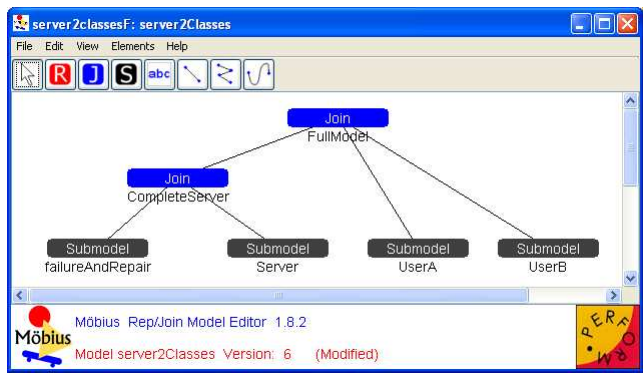 server2classesF: server2Classes
File Edit View Elements Help
R J S abc
Join
FullModel
Join
CompleteServer
Submodel Submodel Submodel Submodel
failureAndRepair Server UserA UserB
Möbius Rep/Join Model Editor 1.8.2
Möbius
Model server2Classes Version: 6 (Modified)
PERFORM